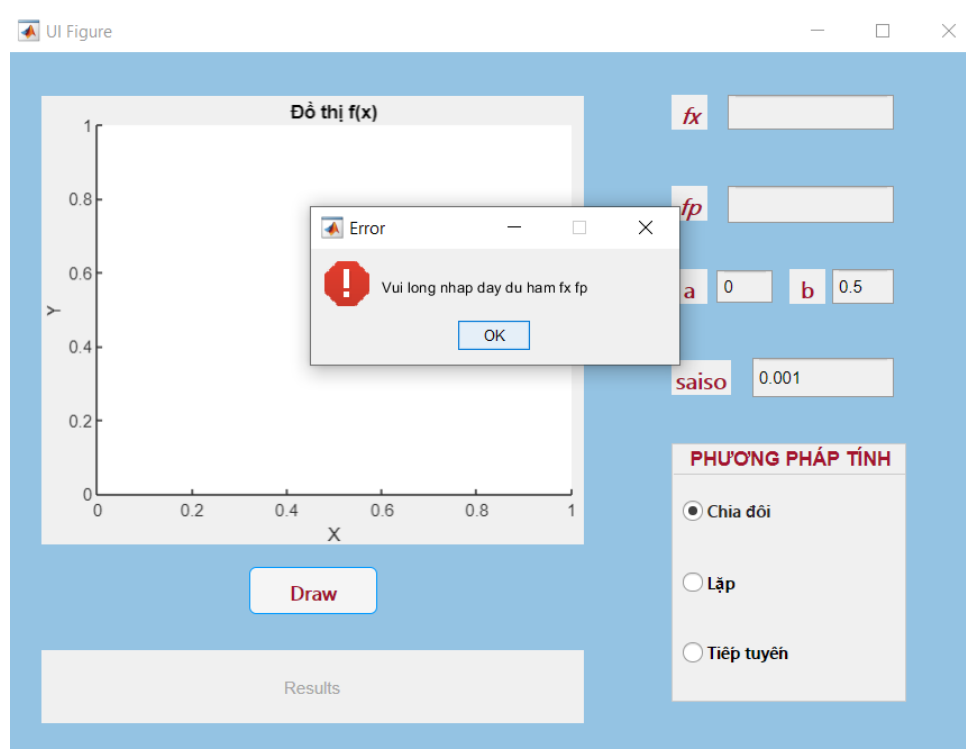 UI Figure
Đồ thị f(x)
1
0.8
0.6
0.4
0.2
0
Y
0
0.2
0.4
0.6
0.8
1
X
Error
Vui long nhap day du ham fx fp
OK
fx
fp
a
0
b
0.5
saiso
0.001
PHƯƠNG PHÁP TÍNH
Chia đôi
Lặp
Tiếp tuyến
Draw
Results